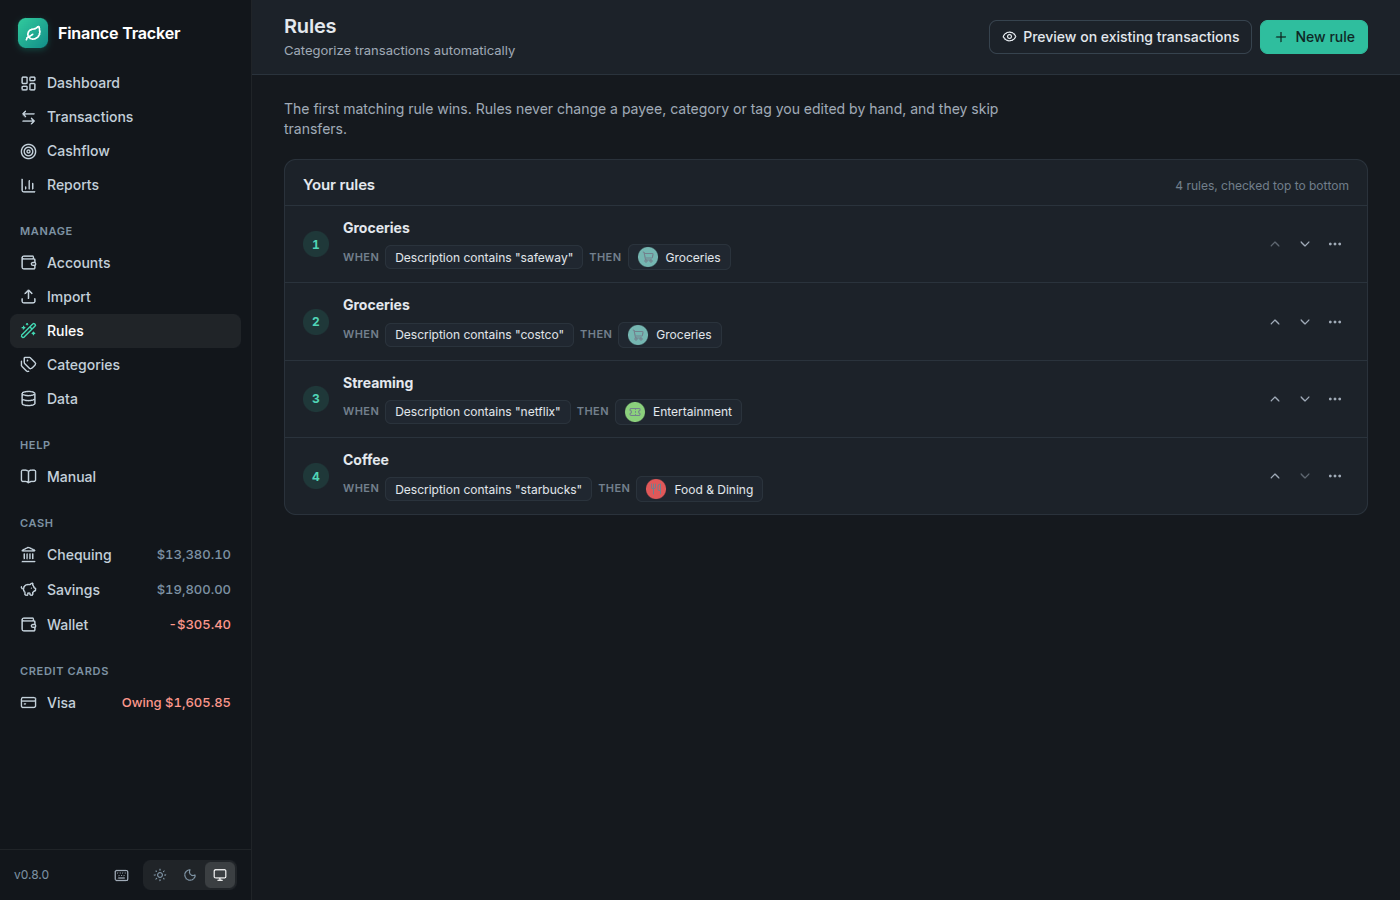 Finance Tracker
Dashboard
Transactions
Cashflow
Reports
MANAGE
Accounts
Import
Rules
Categories
Data
HELP
Manual
CASH
Chequing $13,380.10
Savings $19,800.00
Wallet -$305.40
CREDIT CARDS
Visa Owing $1,605.85
v0.8.0
Rules
Categorize transactions automatically
Preview on existing transactions
New rule
The first matching rule wins. Rules never change a payee, category or tag you edited by hand, and they skip
transfers.
Your rules
4 rules, checked top to bottom
1
Groceries
WHEN Description contains "safeway" THEN Groceries
2
Groceries
WHEN Description contains "costco" THEN Groceries
3
Streaming
WHEN Description contains "netflix" THEN Entertainment
4
Coffee
WHEN Description contains "starbucks" THEN Food & Dining